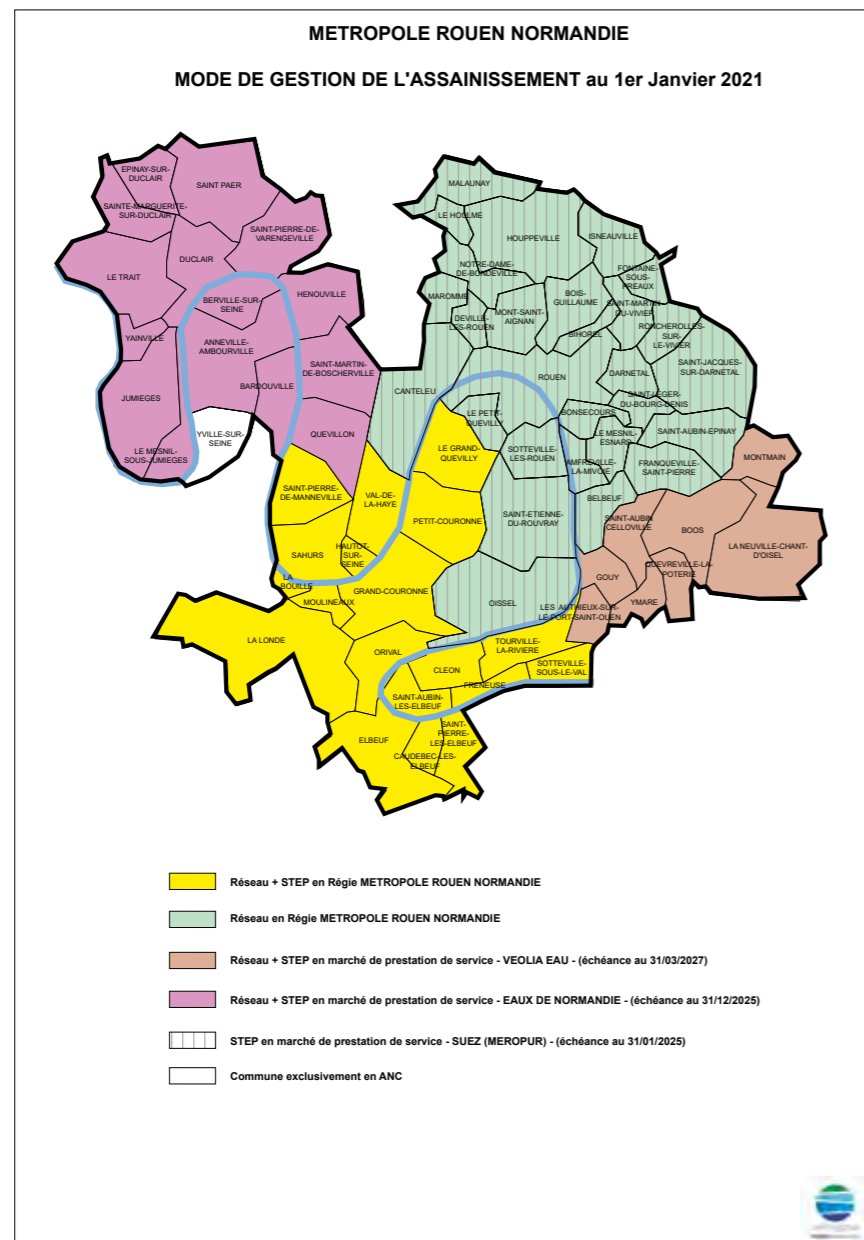 METROPOLE ROUEN NORMANDIE
MODE DE GESTION DE L'ASSAINISSEMENT au 1er Janvier 2021
EPINAY-SUR-
DUCLAIR
SAINT PAER
SAINTE-MARGUERITE-
SUR-DUCLAIR
SAINT-PIERRE-DE-
VARENGEVILLE
DUCLAIR
LE TRAIT
BERVILLE-SUR-
SEINE
HENOUVILLE
YAINVILLE
ANNEVILLE-
AMBOURVILLE
SAINT-MARTIN-
DE-BOSCHERVILLE
BARDOUVILLE
JUMIEGES
QUEVILLON
YVILLE-SUR-
SEINE
LE MESNIL-
SOUS-JUMIEGES
MALAUNAY
LE HOULME
HOUPPEVILLE
ISNEAUVILLE
NOTRE-DAME-
DE-BONDEVILLE
FONTAINE-
SOUS-
PREAUX
MAROMME
BOIS-
GUILLAUME
SAINT-MARTIN
DU-VIVIER
DEVILLE-
LES-ROUEN
MONT-SAINT-
AIGNAN
BIHOREL
RONCHEROLLES-
SUR-
LE-VIVIER
SAINT-JACQUES-
SUR-DARNETAL
ROUEN
DARNETAL
CANTELEU
SAINT-LEGER-
DU-BOURG-DENIS
LE PETIT-
QUEVILLY
BONSECOURS
LE MESNIL-
ESNARD
SAINT-AUBIN-EPINAY
LE GRAND-
QUEVILLY
SOTTEVILLE-
LES-ROUEN
AMFREVILLE-
LA-MIVOIE
FRANQUEVILLE-
SAINT-PIERRE
MONTMAIN
SAINT-PIERRE-
DE-MANNEVILLE
VAL-DE-
LA-HAYE
BELBEUF
PETIT-COURONNE
SAINT-ETIENNE-
DU-ROUVRAY
SAINT-AUBIN
CELLOVILLE
BOOS
LA NEUVILLE-CHANT-
D'OISEL
SAHURS
HAUTOT-
SUR-
SEINE
QUEVREVILLE-LA-
POTERIE
GOUY
LA
BOUILLE
GRAND-COURONNE
MOULINEAUX
OISSEL
LES AUTHIEUX-SUR-
LE-PORT-SAINT-OUEN
YMARE
LA LONDE
ORIVAL
TOURVILLE-
LA-RIVIERE
CLEON
SOTTEVILLE-
SOUS-LE-VAL
FRENEUSE
SAINT-AUBIN-
LES-ELBEUF
ELBEUF
SAINT-
PIERRE-
LES-ELBEUF
CAUDEBEC-LES-
ELBEUF
Réseau + STEP en Régie METROPOLE ROUEN NORMANDIE
Réseau en Régie METROPOLE ROUEN NORMANDIE
Réseau + STEP en marché de prestation de service - VEOLIA EAU - (échéance au 31/03/2027)
Réseau + STEP en marché de prestation de service - EAUX DE NORMANDIE - (échéance au 31/12/2025)
STEP en marché de prestation de service - SUEZ (MEROPUR) - (échéance au 31/01/2025)
Commune exclusivement en ANC